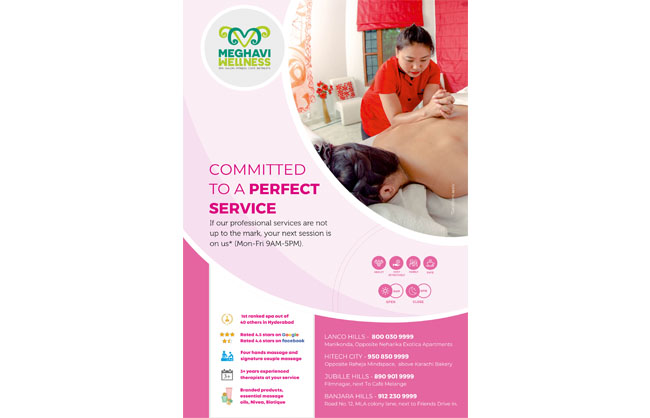 MEGHAVI
WELLNESS
COMMITTED
TO A PERFECT
SERVICE
If our professional services are not
up to the mark, your next session is
on us* (Mon-Fri 9AM-5PM).
OPEN
CLOSE
1st ranked spa out of
40 others in Hyderabad
Rated 4.5 stars on Google
Rated 4.4 stars on Facebook
Four hands massage and
signature couple massage
3+ years experienced
therapists at your service
Branded products,
essential massage
oils, Nivea, Biotique
LANCO HILLS - 800 030 9999
Manikonda, Opposite Neharika Exotica Apartments
HITECH CITY - 950 850 9999
Opposite Raheja Mindspace, above Karachi Bakery
JUBILLE HILLS - 890 901 9999
Filmnagar, next To Café Melange
BANJARA HILLS - 912 230 9999
Road No. 12, MLA colony lane, next to Friends Drive In.